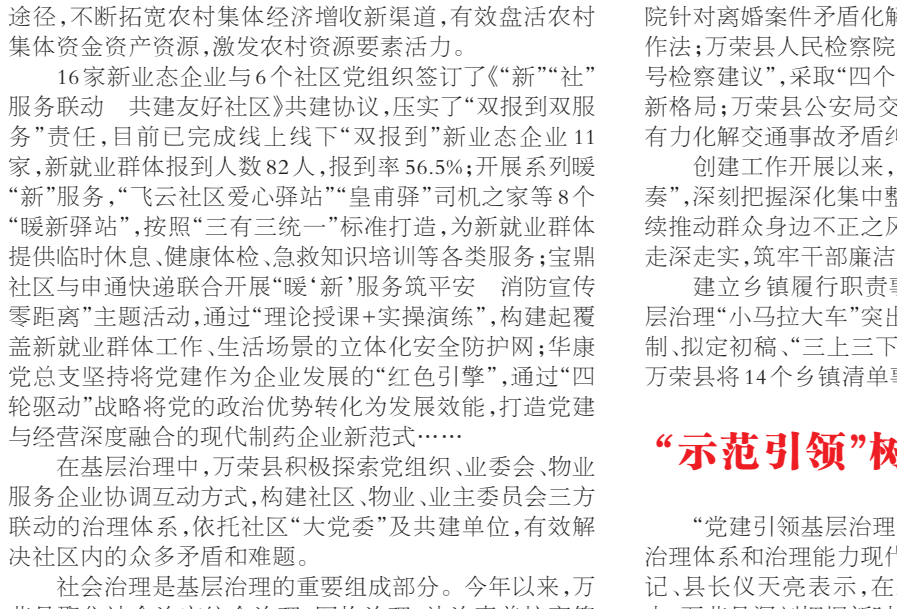 途径，不断拓宽农村集体经济增收新渠道，有效盘活农村
集体资金资产资源，激发农村资源要素活力。
16家新业态企业与6个社区党组织签订了《“新”“社”
服务联动　共建友好社区》共建协议，压实了“双报到双服
务”责任，目前已完成线上线下“双报到”新业态企业 11
家，新就业群体报到人数82人，报到率56.5%；开展系列暖
“新”服务，“飞云社区爱心驿站”“皇甫驿”司机之家等8个
“暖新驿站”，按照“三有三统一”标准打造，为新就业群体
提供临时休息、健康体检、急救知识培训等各类服务；宝鼎
社区与申通快递联合开展“暖‘新’服务筑平安　消防宣传
零距离”主题活动，通过“理论授课+实操演练”，构建起覆
盖新就业群体工作、生活场景的立体化安全防护网；华康
党总支坚持将党建作为企业发展的“红色引擎”，通过“四
轮驱动”战略将党的政治优势转化为发展效能，打造党建
与经营深度融合的现代制药企业新范式……
在基层治理中，万荣县积极探索党组织、业委会、物业
服务企业协调互动方式，构建社区、物业、业主委员会三方
联动的治理体系，依托社区“大党委”及共建单位，有效解
决社区内的众多矛盾和难题。
社会治理是基层治理的重要组成部分。今年以来，万
院针对离婚案件矛盾化解
作法；万荣县人民检察院
号检察建议”，采取“四个
新格局；万荣县公安局交
有力化解交通事故矛盾纠
创建工作开展以来，
奏”，深刻把握深化集中整
续推动群众身边不正之风
走深走实，筑牢干部廉洁
建立乡镇履行职责事
层治理“小马拉大车”突出
制、拟定初稿、“三上三下
万荣县将14个乡镇清单事
“示范引领”树
“党建引领基层治理
治理体系和治理能力现代
记、县长仪天亮表示，在